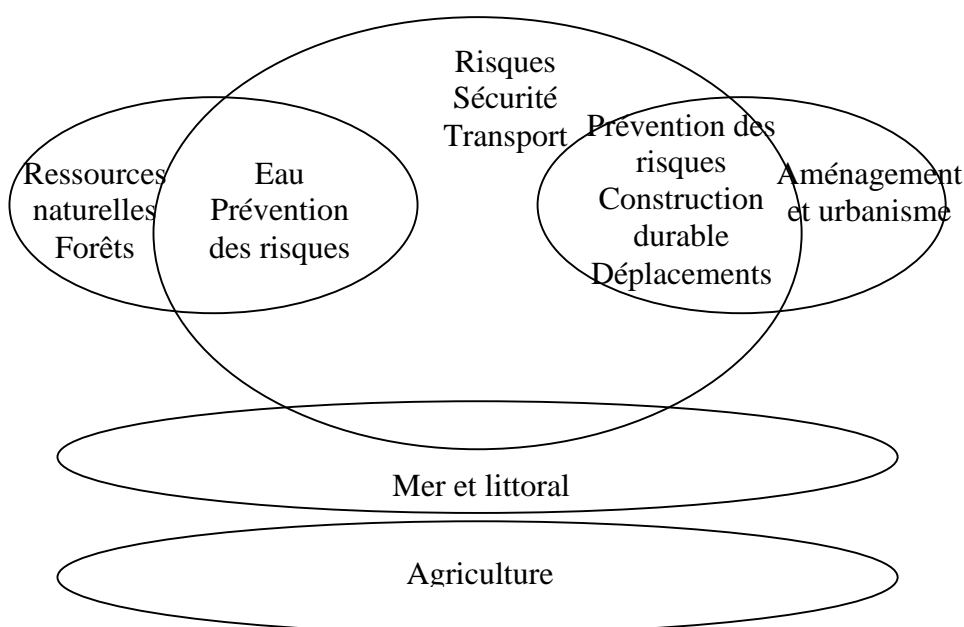 Risques
Sécurité
Transport
Ressources
naturelles
Forêts
Eau
Prévention
des risques
Prévention des
risques
Construction
durable
Déplacements
Aménagement
et urbanisme
Mer et littoral
Agriculture